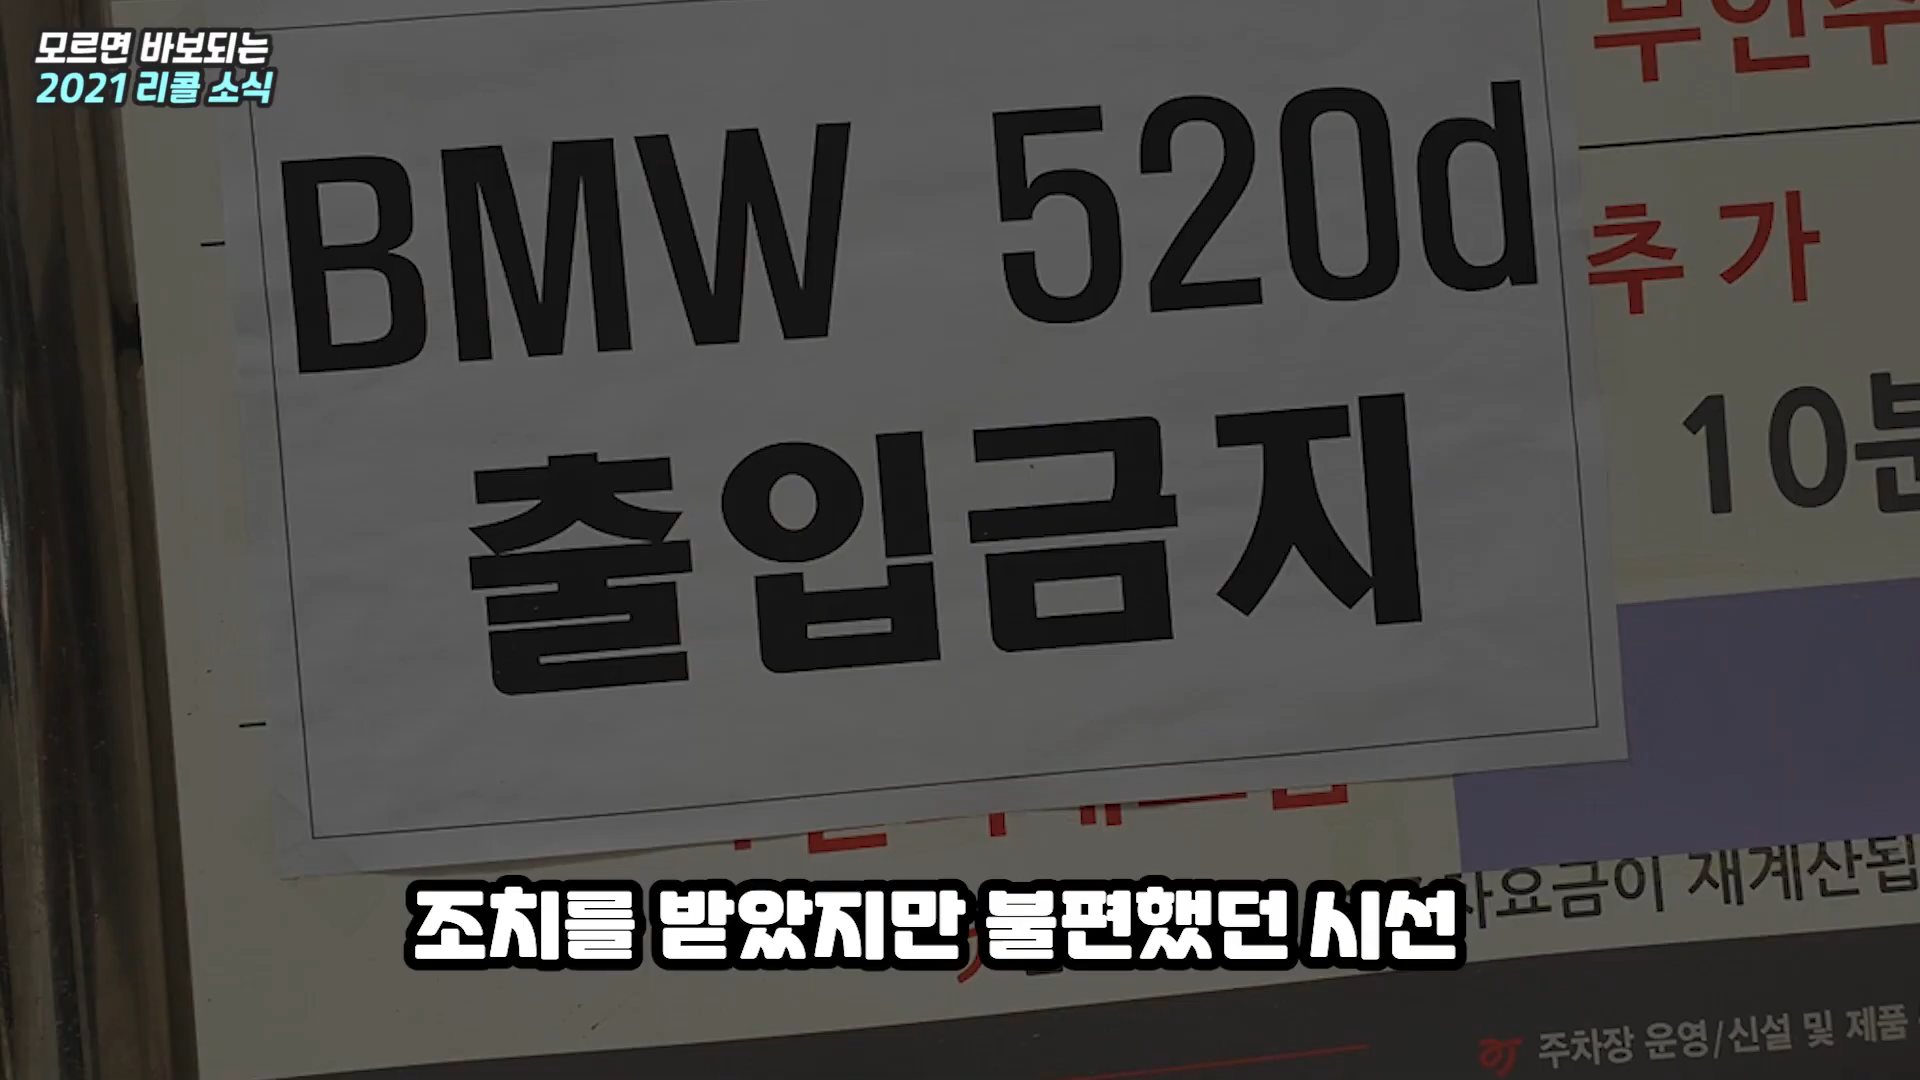 모르면 바보되는
2021 리콜 소식
BMW 520d
출입금지
추가
10분
요금이 재계산됩
조치를 받았지만 불편했던 시선
주차장 운영/신설 및 제품